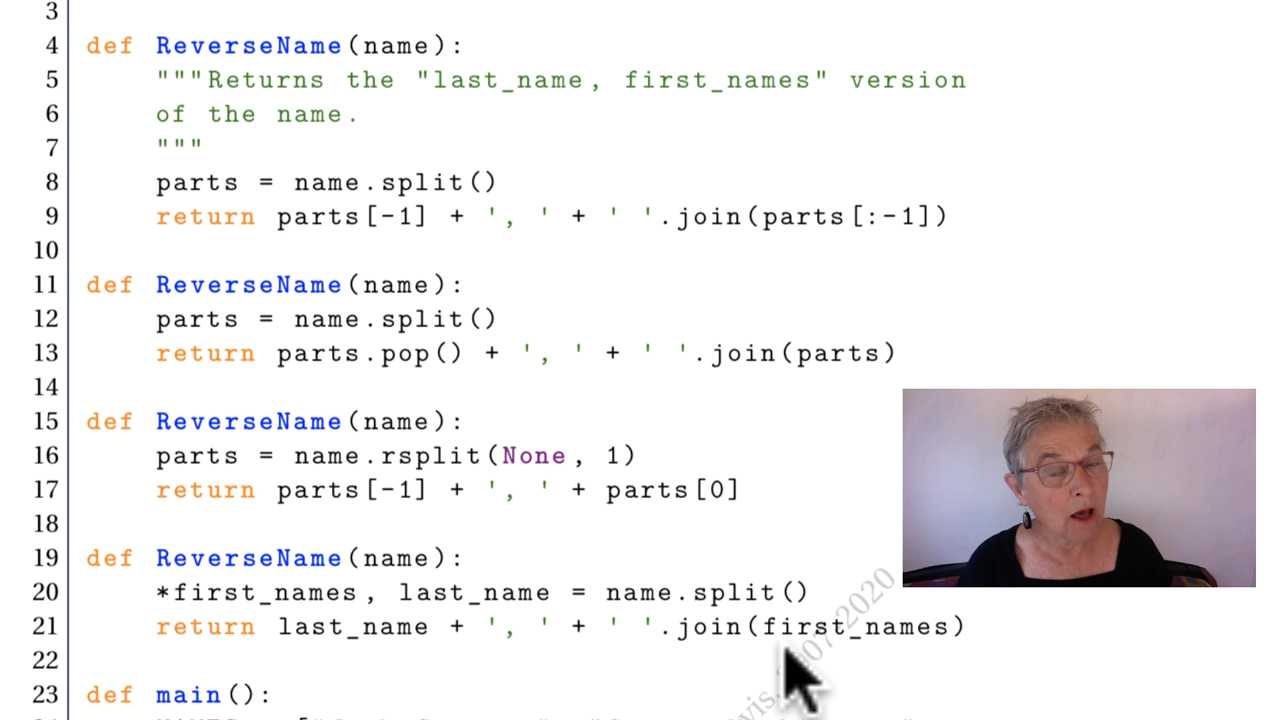 3
4 def ReverseName(name):
5     """Returns the "last_name, first_names" version
6     of the name.
7     """
8     parts = name.split()
9     return parts[-1] + ', ' + ' '.join(parts[:-1])
10
11 def ReverseName(name):
12     parts = name.split()
13     return parts.pop() + ', ' + ' '.join(parts)
14
15 def ReverseName(name):
16     parts = name.rsplit(None, 1)
17     return parts[-1] + ', ' + parts[0]
18
19 def ReverseName(name):
20     *first_names, last_name = name.split()
21     return last_name + ', ' + ' '.join(first_names)
22
23 def main():
2020